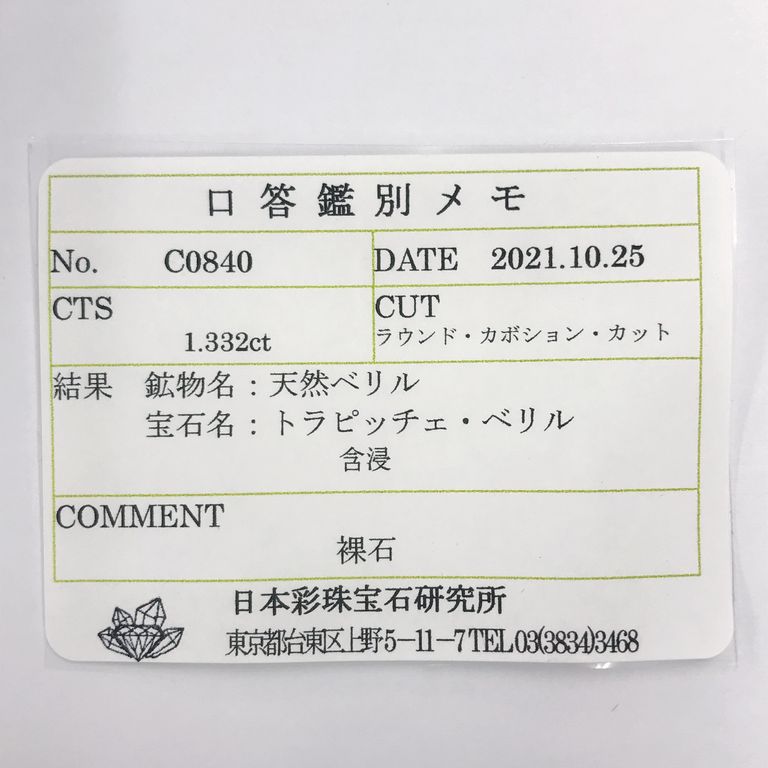 口答鑑別メモ
No. C0840 DATE 2021.10.25
CTS CUT
1.332ct ラウンド・カボション・カット
結果 鉱物名：天然ベリル
宝石名：トラピッチェ・ベリル
含浸
COMMENT
裸石
日本彩珠宝石研究所
東京都台東区上野5－11－7 TEL 03(3834)3468